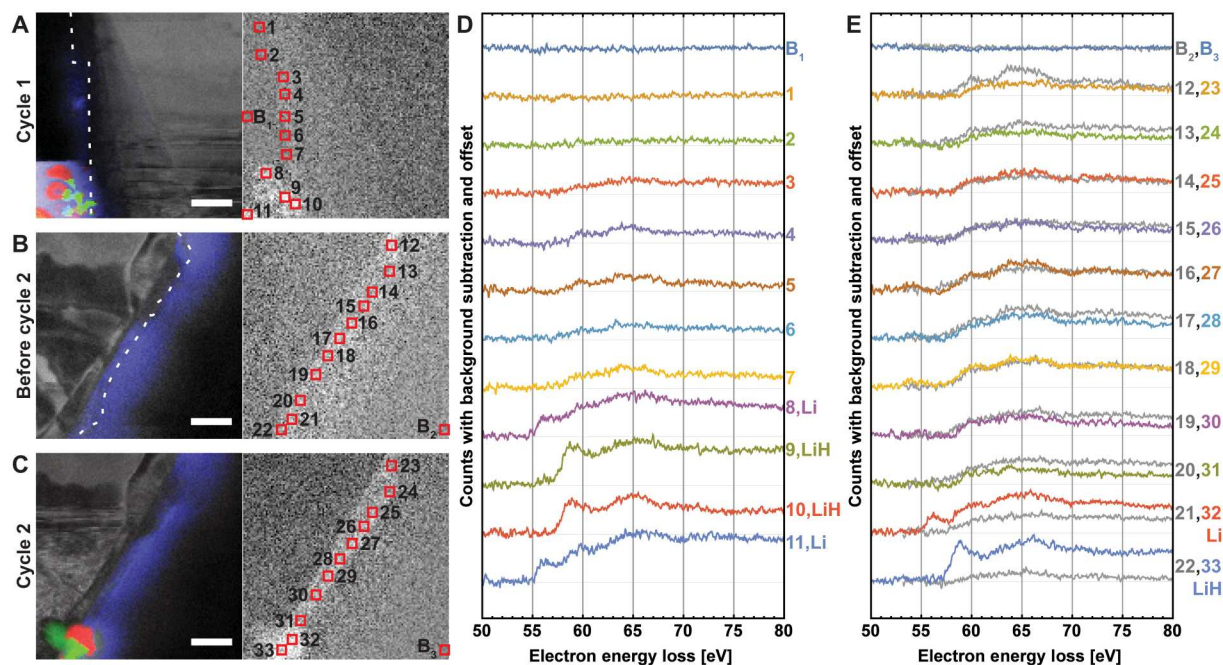 A
Cycle 1
1
2
3
4
B1
5
6
7
8
9
10
11
B
Before cycle 2
12
13
14
15
16
17
18
19
20
21
22
B2
C
Cycle 2
23
24
25
26
27
28
29
30
31
32
33
B3
D
Counts with background subtraction and offset
B1
1
2
3
4
5
6
7
8,Li
9,LiH
10,LiH
11,Li
50 55 60 65 70 75 80
Electron energy loss [eV]
E
Counts with background subtraction and offset
B2,B3
12,23
13,24
14,25
15,26
16,27
17,28
18,29
19,30
20,31
21,32
Li
22,33
LiH
50 55 60 65 70 75 80
Electron energy loss [eV]